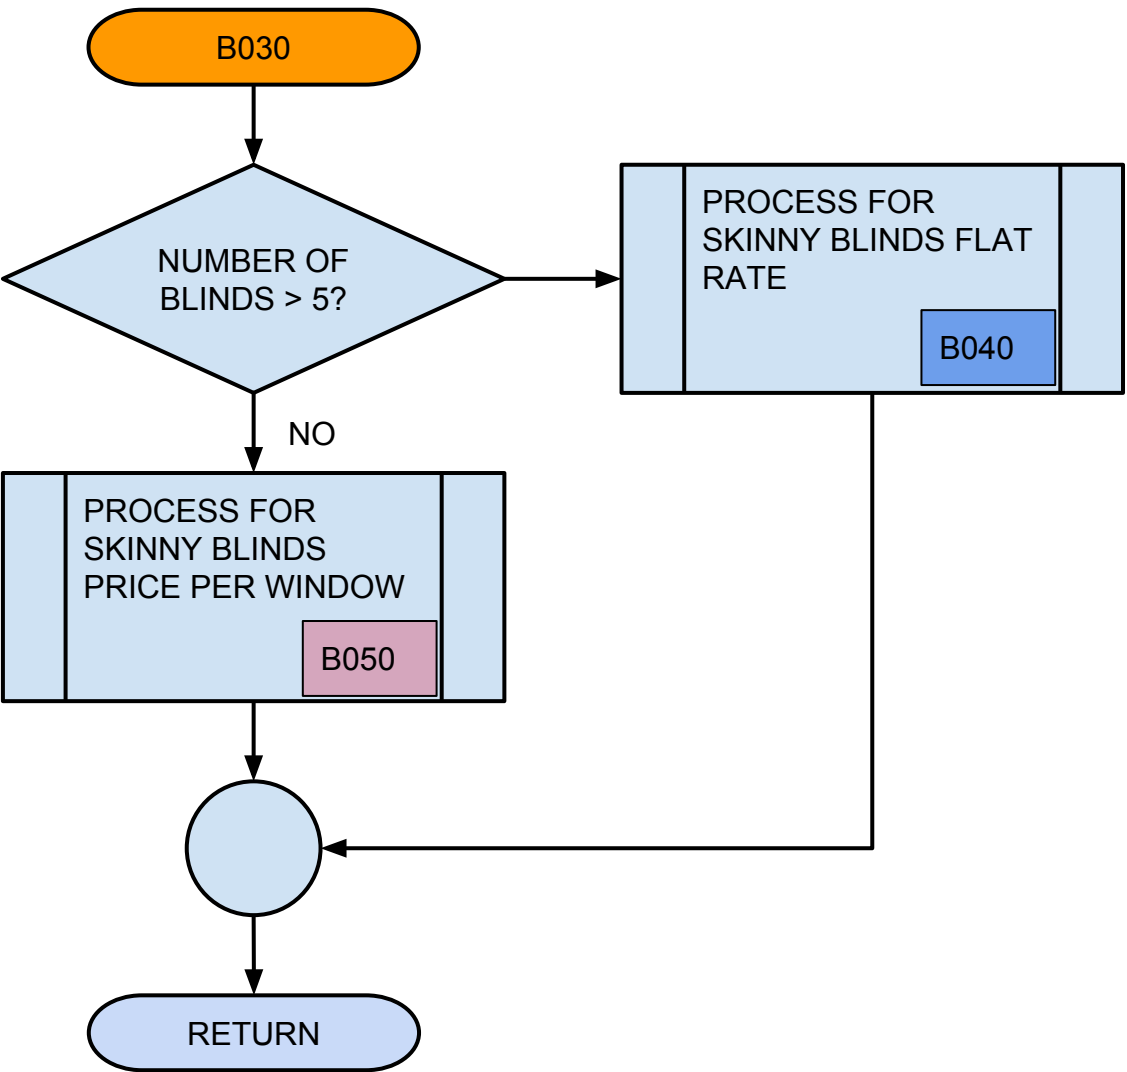 B030
NUMBER OF
BLINDS > 5?
PROCESS FOR
SKINNY BLINDS FLAT
RATE
B040
NO
PROCESS FOR
SKINNY BLINDS
PRICE PER WINDOW
B050
RETURN